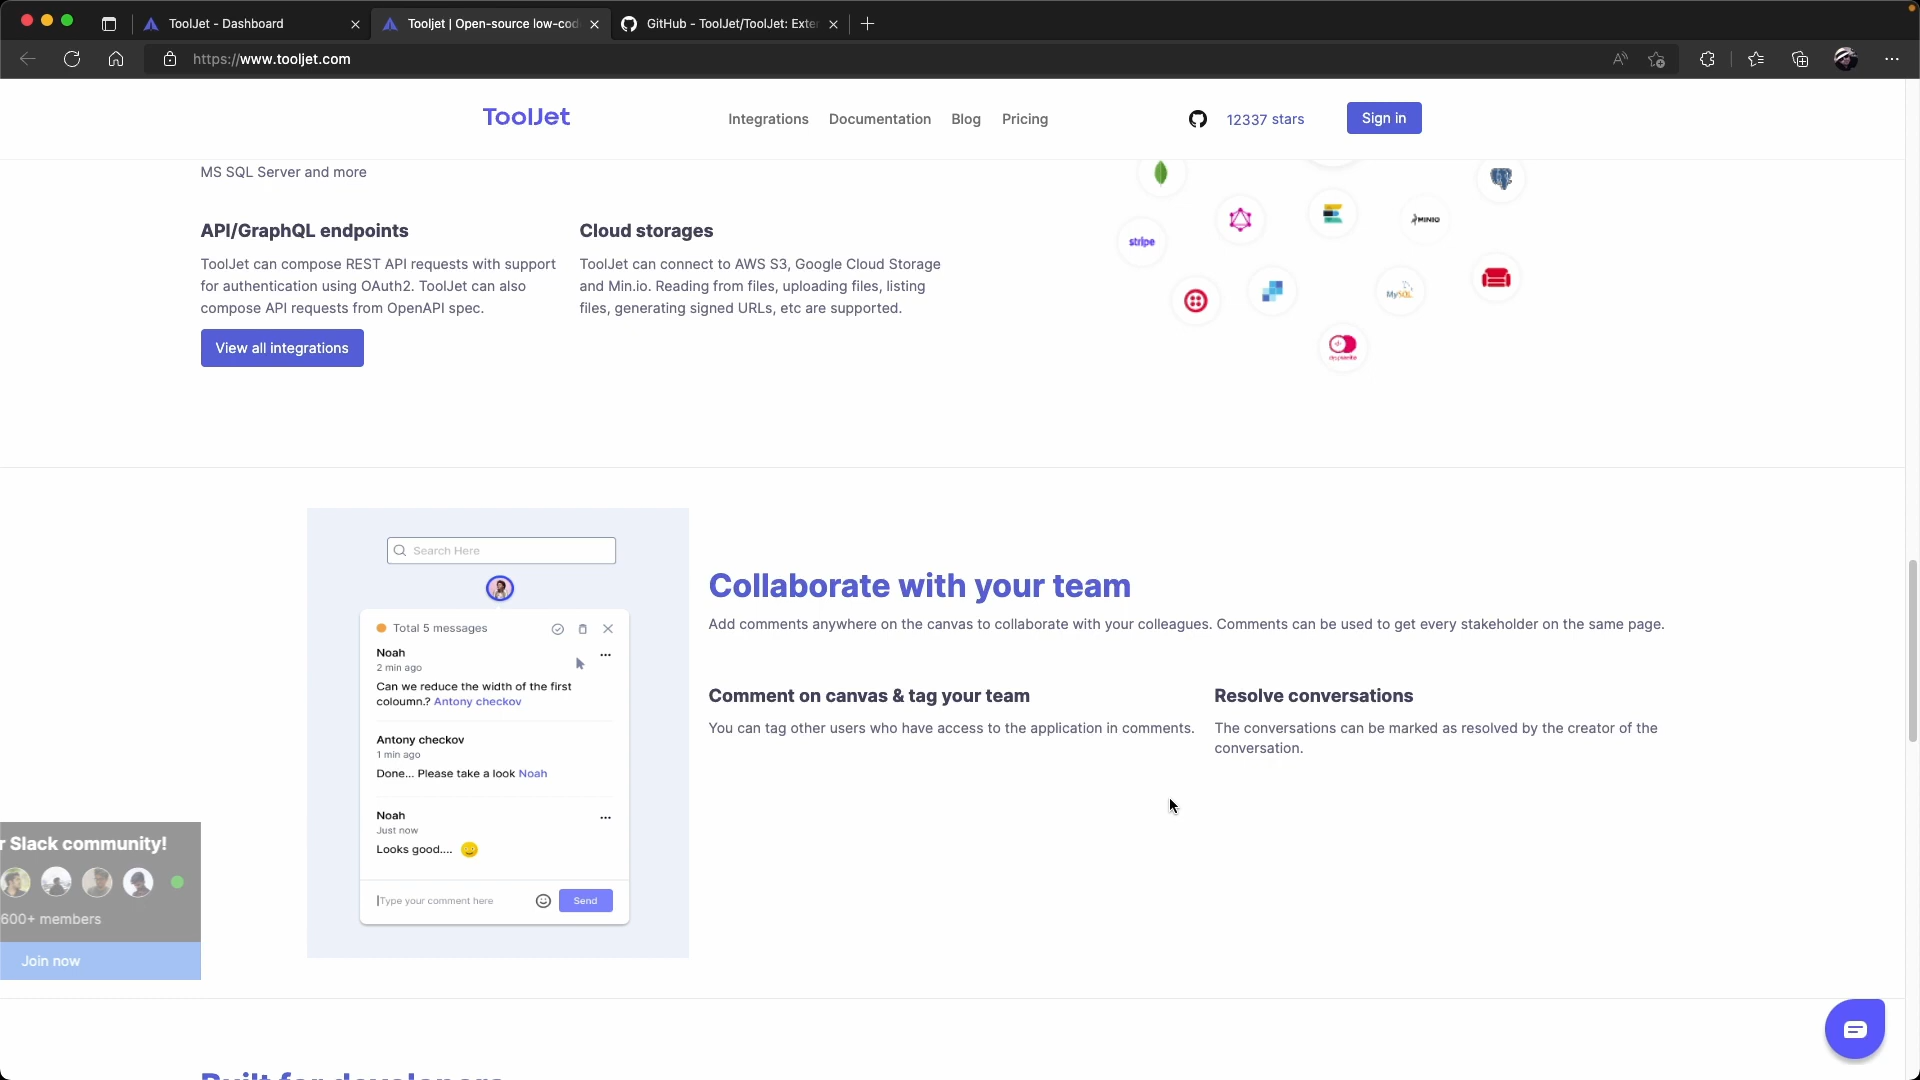 ToolJet - Dashboard
Tooljet | Open-source low-cod
GitHub - ToolJet/ToolJet: Exte
https://www.tooljet.com
ToolJet
Integrations
Documentation
Blog
Pricing
12337 stars
Sign in
MS SQL Server and more
API/GraphQL endpoints
ToolJet can compose REST API requests with support
for authentication using OAuth2. ToolJet can also
compose API requests from OpenAPI spec.
View all integrations
Cloud storages
ToolJet can connect to AWS S3, Google Cloud Storage
and Min.io. Reading from files, uploading files, listing
files, generating signed URLs, etc are supported.
MINIO
stripe
MySQL
Search Here
Total 5 messages
Noah
2 min ago
Can we reduce the width of the first
coloumn.? Antony checkov
Antony checkov
1 min ago
Done... Please take a look Noah
Noah
Just now
Looks good....
Type your comment here
Send
Collaborate with your team
Add comments anywhere on the canvas to collaborate with your colleagues. Comments can be used to get every stakeholder on the same page.
Comment on canvas & tag your team
You can tag other users who have access to the application in comments.
Resolve conversations
The conversations can be marked as resolved by the creator of the
conversation.
r Slack community!
600+ members
Join now
Built for developers